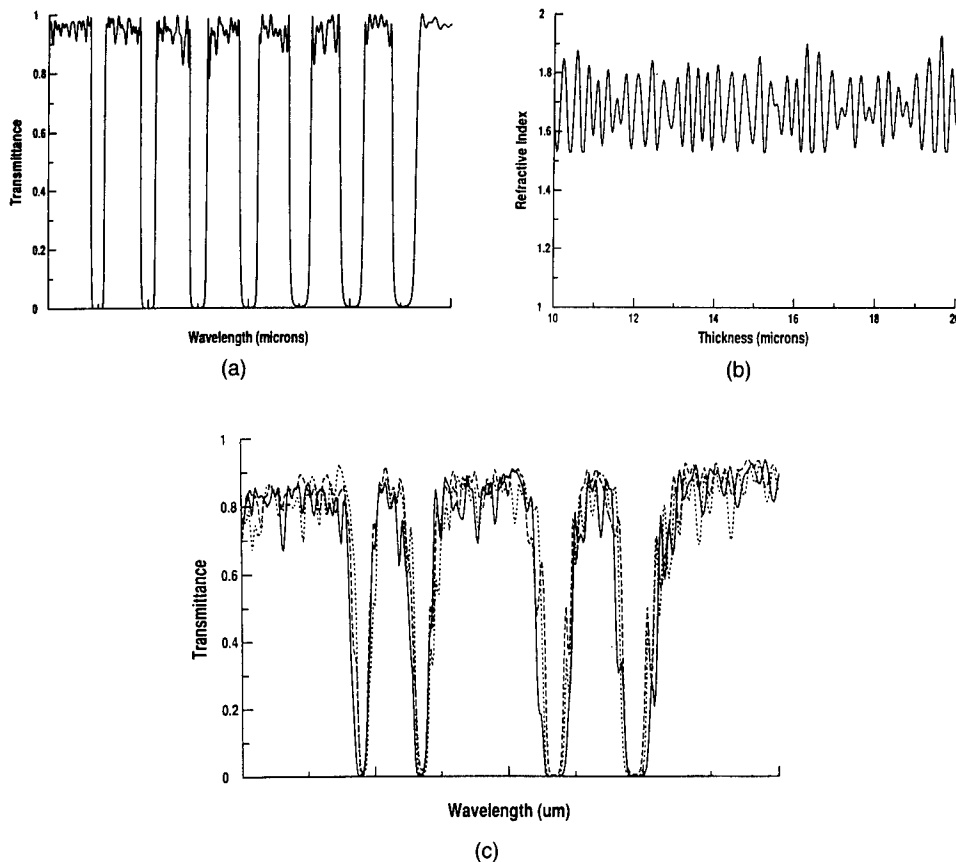 1
0.8
0.6
0.4
0.2
0
Transmittance
Wavelength (microns)
(a)
2
1.8
1.6
1.4
1.2
1
Refractive Index
10 12 14 16 18 20
Thickness (microns)
(b)
1
0.8
0.6
0.4
0.2
0
Transmittance
Wavelength (um)
(c)